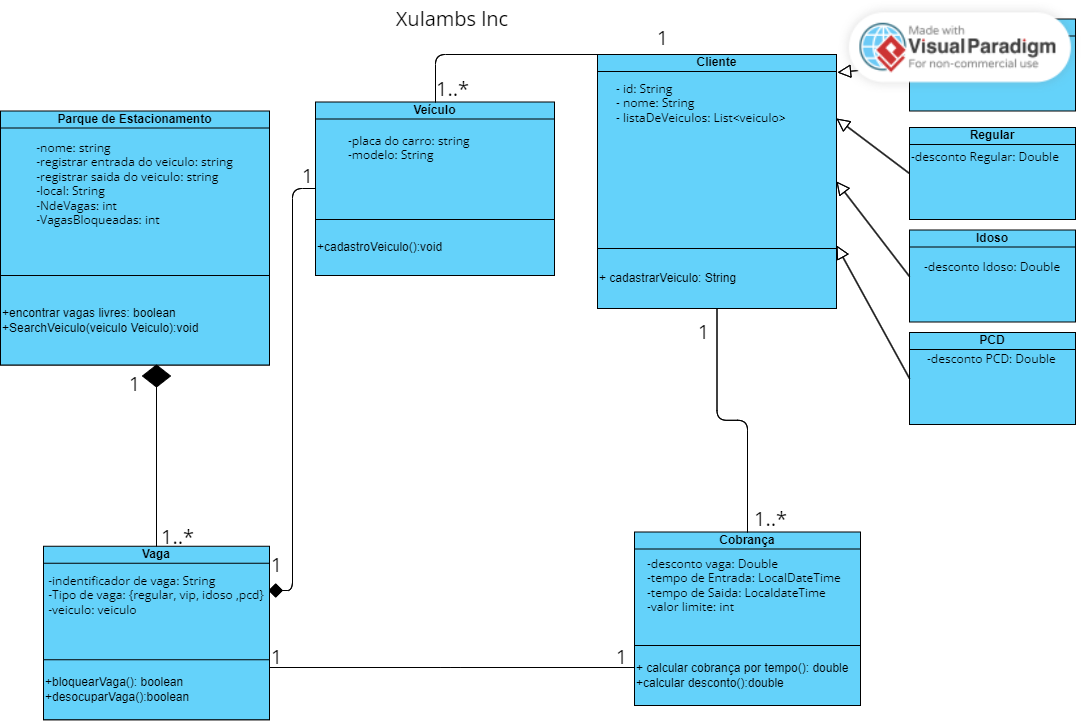 Xulambs Inc
Made with
VisualParadigm
For non-commercial use
1
1..*
Cliente
- id: String
- nome: String
- listaDeVeiculos: List<veiculo>
+ cadastrarVeiculo: String
Veículo
-placa do carro: string
-modelo: String
+cadastroVeiculo():void
Parque de Estacionamento
-nome: string
-registrar entrada do veiculo: string
-registrar saida do veiculo: string
-local: String
-NdeVagas: int
-VagasBloqueadas: int
+encontrar vagas livres: boolean
+SearchVeiculo(veiculo Veiculo):void
Regular
-desconto Regular: Double
Idoso
-desconto Idoso: Double
PCD
-desconto PCD: Double
1
1
1
1..*
1..*
Vaga
-indentificador de vaga: String
-Tipo de vaga: {regular, vip, idoso ,pcd}
-veiculo: veiculo
+bloquearVaga(): boolean
+desocuparVaga():boolean
1
1
1
Cobrança
-desconto vaga: Double
-tempo de Entrada: LocalDateTime
-tempo de Saida: LocaldateTime
-valor limite: int
+ calcular cobrança por tempo(): double
+calcular desconto():double